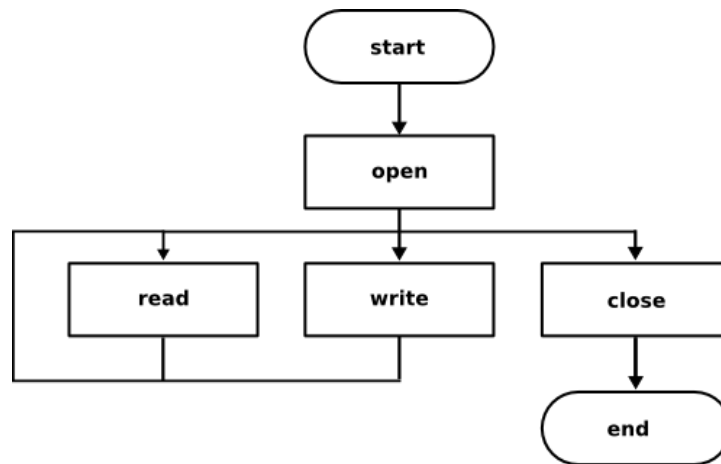 start
open
read
write
close
end